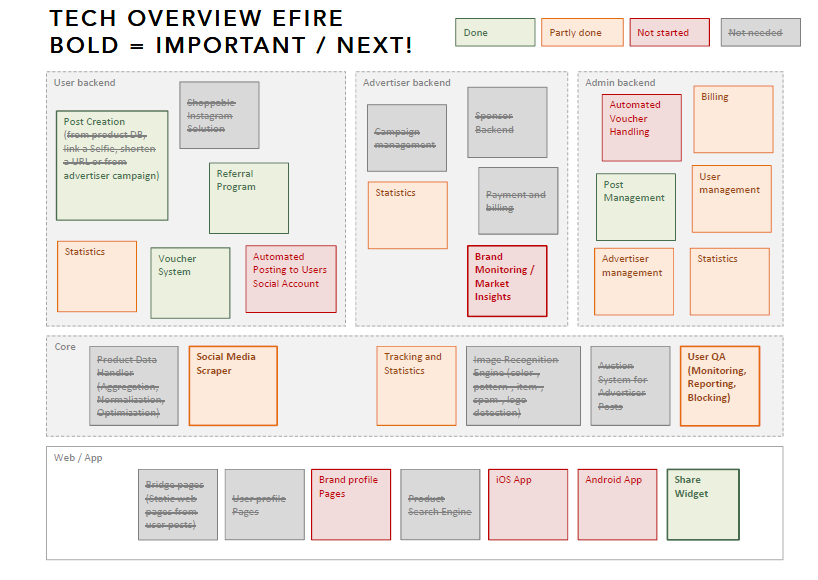 TECH OVERVIEW EFIRE
BOLD = IMPORTANT / NEXT!
Done
Partly done
Not started
Not needed
User backend
Post Creation
(from product DB,
link a Selfie, shorten
a URL or from
advertiser campaign)
Shoppable
Instagram
Solution
Referral
Program
Statistics
Voucher
System
Automated
Posting to Users
Social Account
Advertiser backend
Campaign
management
Sponsor
Backend
Statistics
Payment and
billing
Brand
Monitoring /
Market
Insights
Admin backend
Automated
Voucher
Handling
Billing
Post
Management
User
management
Advertiser
management
Statistics
Core
Product Data
Handler
(Aggregation,
Normalization,
Optimization)
Social Media
Scraper
Tracking and
Statistics
Image Recognition
Engine (color-,
pattern-, item-,
spam-, logo
detection)
Auction
System for
Advertiser
Posts
User QA
(Monitoring,
Reporting,
Blocking)
Web / App
Bridge pages
(Static web
pages from
user posts)
User profile
Pages
Brand profile
Pages
Product
Search Engine
iOS App
Android App
Share
Widget